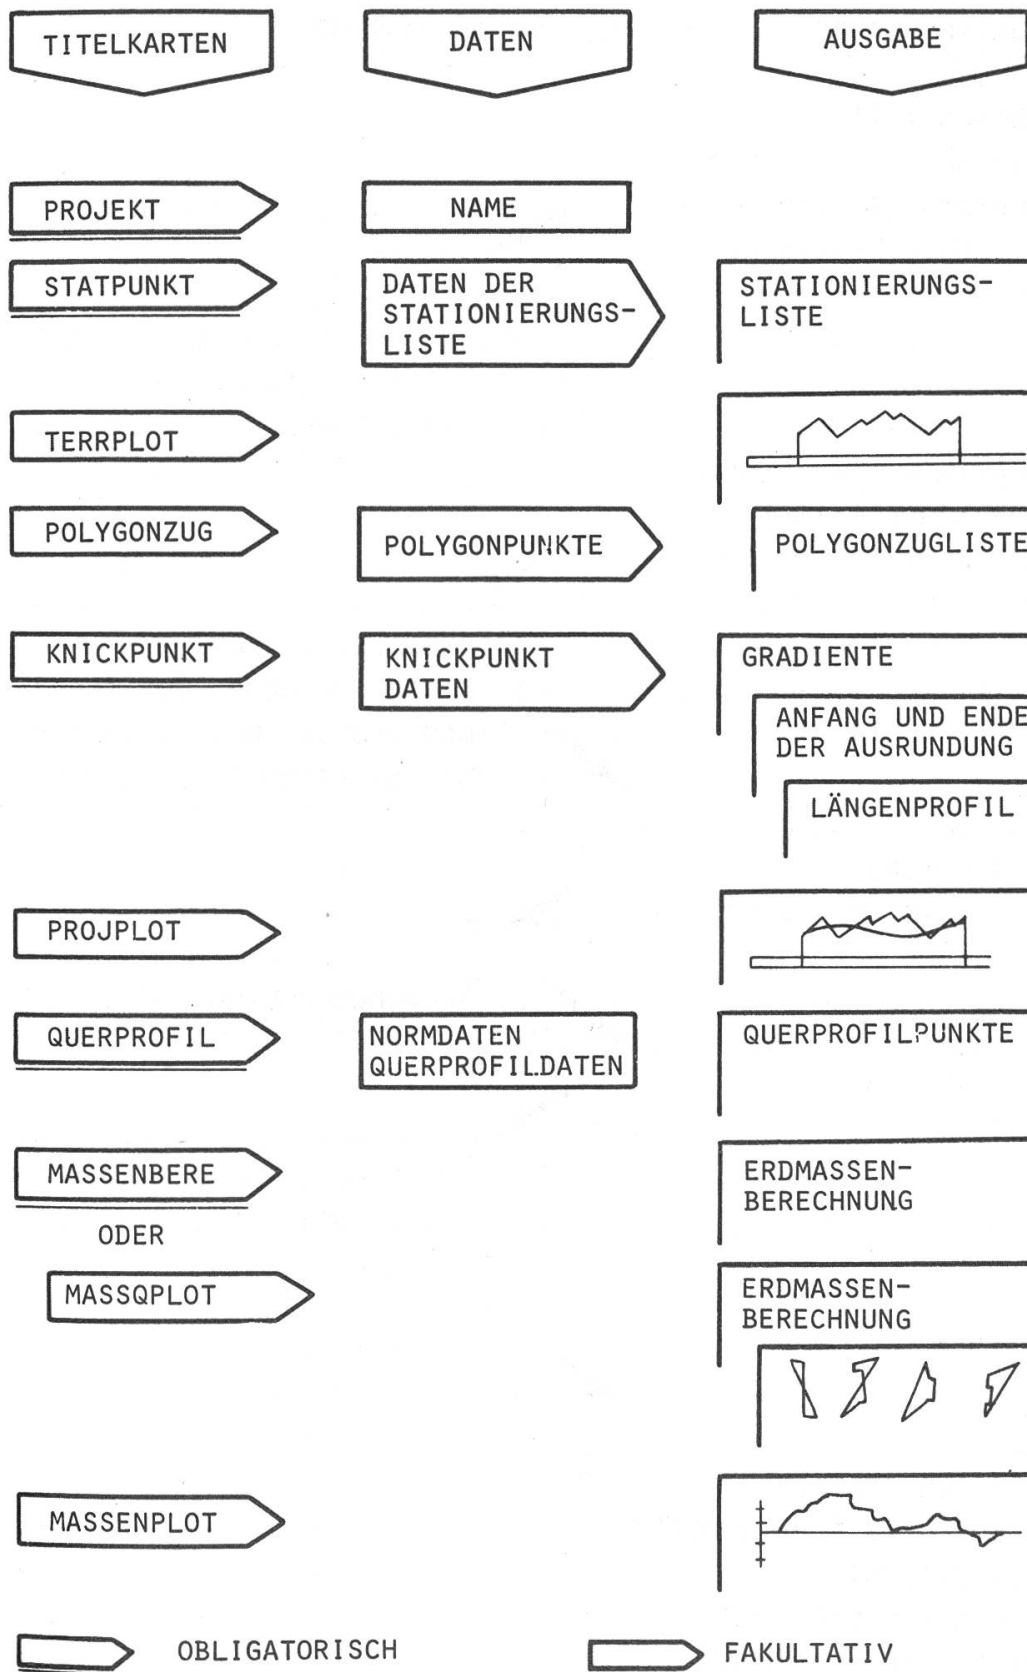 TITELKARTEN
DATEN
AUSGABE
PROJEKT
NAME
STATPUNKT
DATEN DER
STATIONIERUNGS-
LISTE
STATIONIERUNGS-
LISTE
TERRPLOT
POLYGONZUG
POLYGONPUNKTE
POLYGONZUGLISTE
KNICKPUNKT
KNICKPUNKT
DATEN
GRADIENTE
ANFANG UND ENDE
DER AUSRUNDUNG
LÄNGENPROFIL
PROJPLOT
QUERPROFIL
NORMDATEN
QUERPROFILDATEN
QUERPROFILPUNKTE
MASSENBERE
ERDMASSEN-
BERECHNUNG
ODER
MASSQPLOT
ERDMASSEN-
BERECHNUNG
MASSENPLOT
OBLIGATORISCH
FAKULTATIV